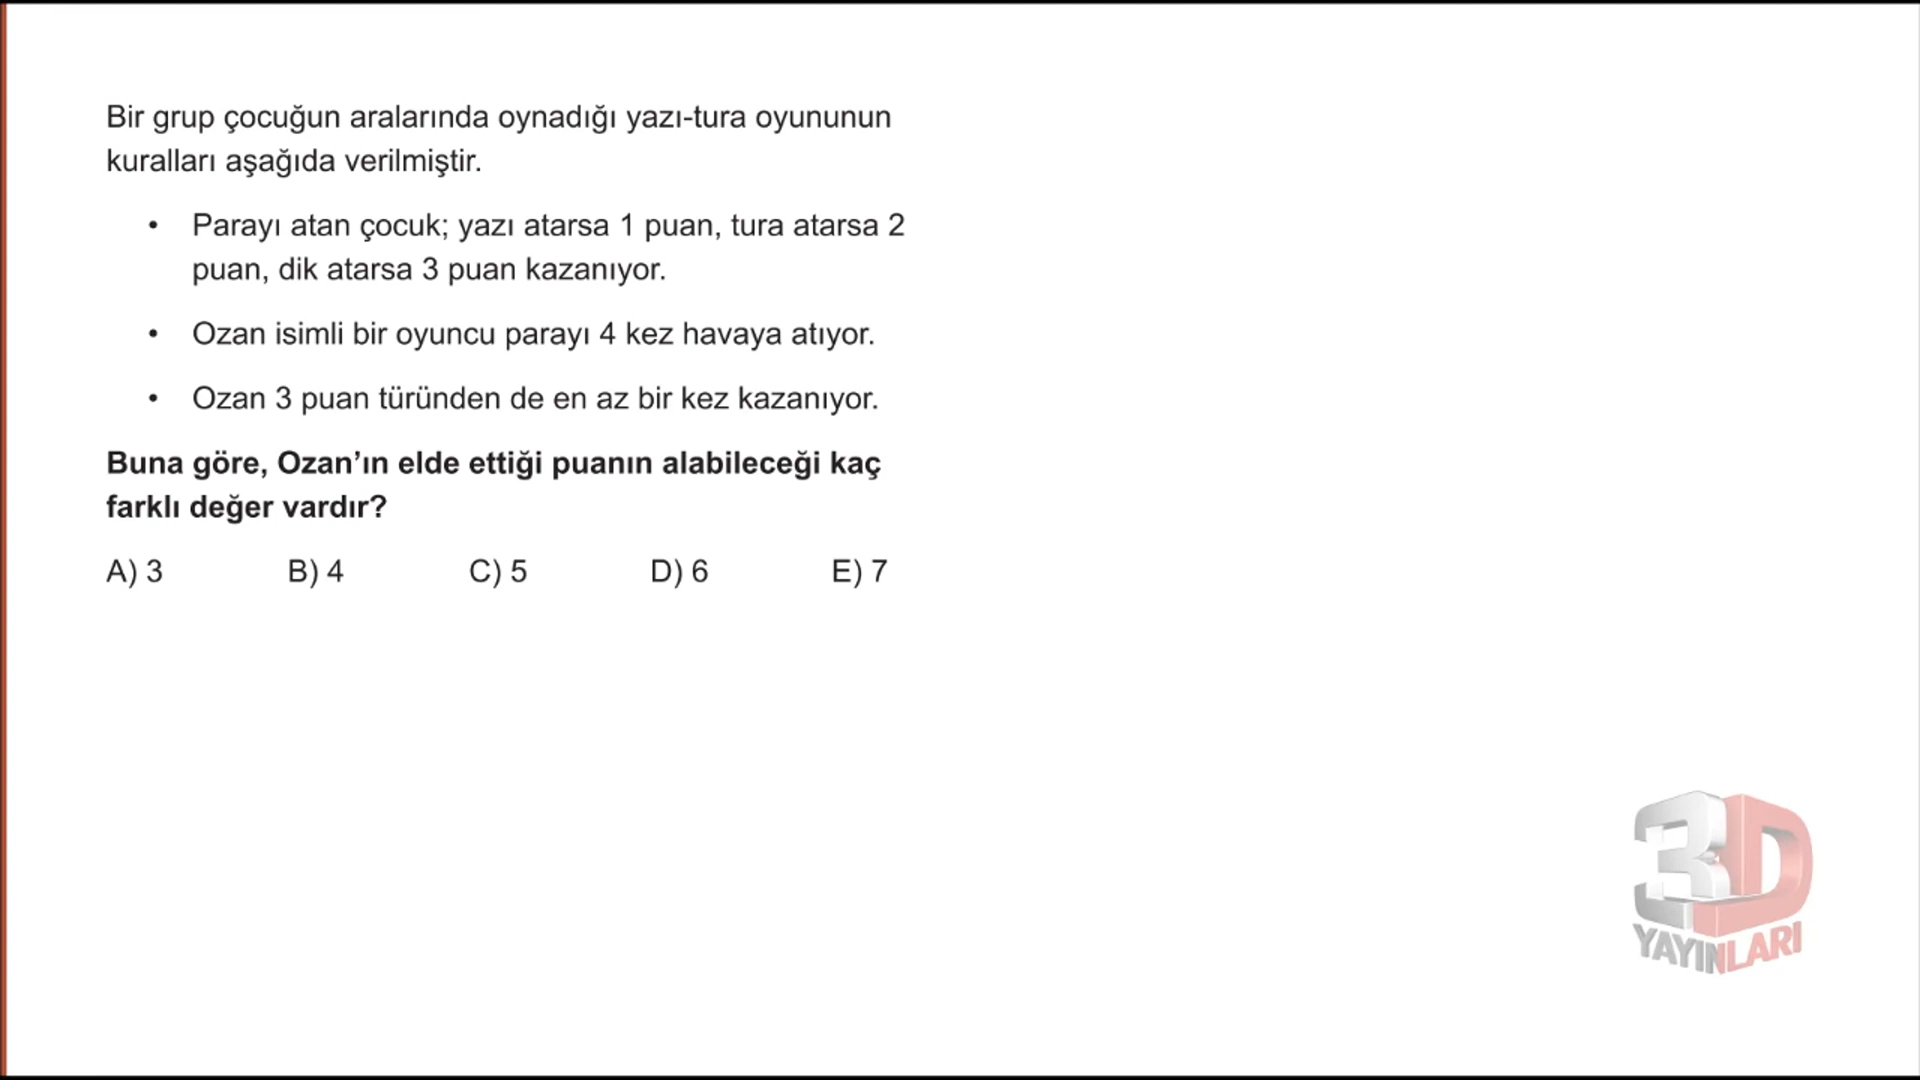 Bir grup çocuğun aralarında oynadığı yazı-tura oyununun
kuralları aşağıda verilmiştir.
• Parayı atan çocuk; yazı atarsa 1 puan, tura atarsa 2
puan, dik atarsa 3 puan kazanıyor.
• Ozan isimli bir oyuncu parayı 4 kez havaya atıyor.
• Ozan 3 puan türünden de en az bir kez kazanıyor.
Buna göre, Ozan’ın elde ettiği puanın alabileceği kaç
farklı değer vardır?
A) 3 B) 4 C) 5 D) 6 E) 7
3D
YAYINLARI